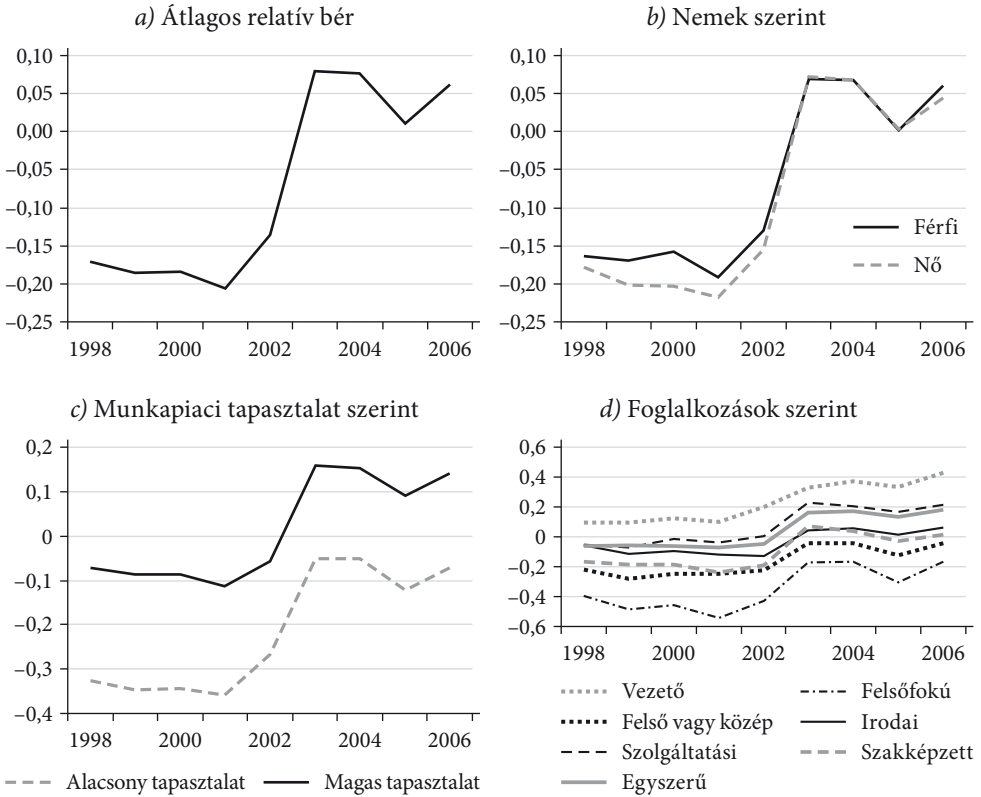 a) Átlagos relatív bér
0,10
0,05
0,00
–0,05
–0,10
–0,15
–0,20
–0,25
1998 2000 2002 2004 2006
b) Nemek szerint
0,10
0,05
0,00
–0,05
–0,10
–0,15
–0,20
–0,25
Férfi
Nő
1998 2000 2002 2004 2006
c) Munkapiaci tapasztalat szerint
0,2
0,1
0
–0,1
–0,2
–0,3
–0,4
1998 2000 2002 2004 2006
Alacsony tapasztalat Magas tapasztalat
d) Foglalkozások szerint
0,6
0,4
0,2
0
–0,2
–0,4
–0,6
1998 2000 2002 2004 2006
Vezető Felsőfokú
Felső vagy közép Irodai
Szolgáltatási Szakképzett
Egyszerű